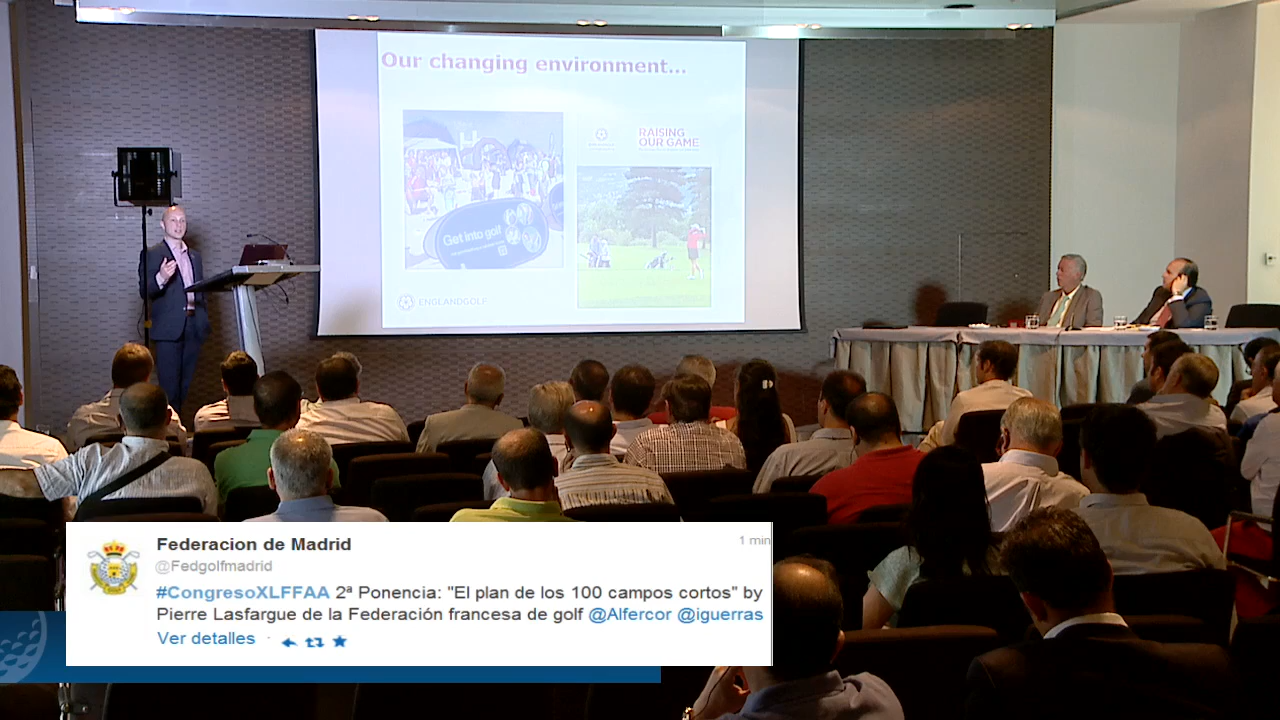 Our changing environment...
RAISING
OUR GAME
Get into golf
ENGLANDGOLF
Federacion de Madrid
1 min
@Fedgolfmadrid
#CongresoXLFFAA 2ª Ponencia: "El plan de los 100 campos cortos" by
Pierre Lasfargue de la Federación francesa de golf @Alfercor @iguerras
Ver detalles